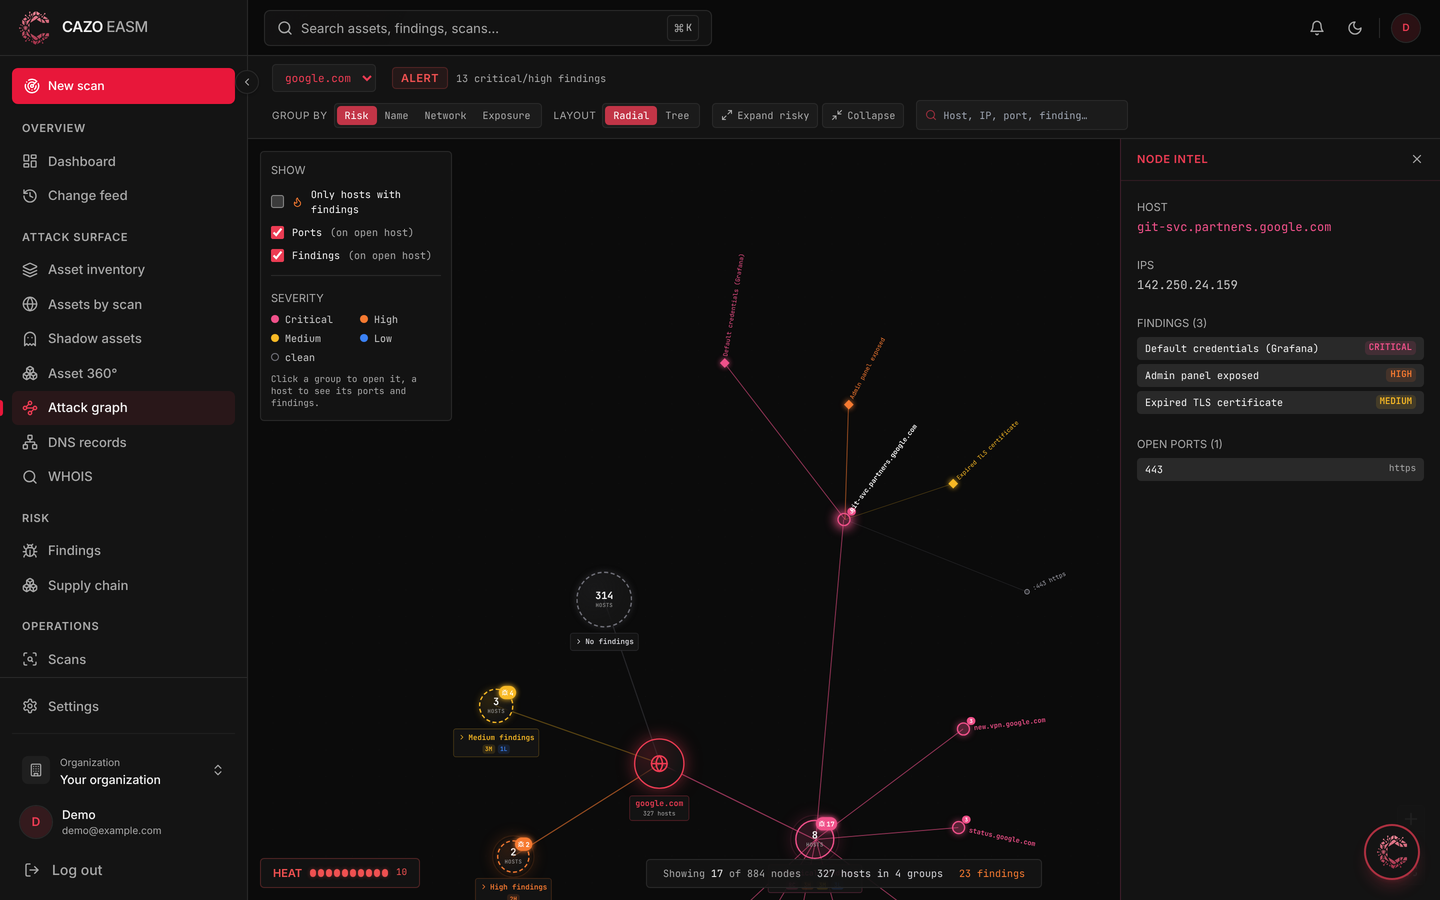 CAZO EASM
Search assets, findings, scans...
⌘K
D
New scan
OVERVIEW
Dashboard
Change feed
ATTACK SURFACE
Asset inventory
Assets by scan
Shadow assets
Asset 360°
Attack graph
DNS records
WHOIS
RISK
Findings
Supply chain
OPERATIONS
Scans
Settings
Organization
Your organization
D
Demo
demo@example.com
Log out
google.com
ALERT
13 critical/high findings
GROUP BY
Risk
Name
Network
Exposure
LAYOUT
Radial
Tree
Expand risky
Collapse
Host, IP, port, finding…
SHOW
Only hosts with
findings
Ports (on open host)
Findings (on open host)
SEVERITY
Critical
High
Medium
Low
clean
Click a group to open it, a
host to see its ports and
findings.
Default credentials (Grafana)
Admin panel exposed
git-svc.partners.google.com
Expired TLS certificate
:443 https
314
HOSTS
> No findings
4
3
HOSTS
> Medium findings
3M 1L
google.com
327 hosts
3
new.vpn.google.com
3
status.google.com
17
8
HOSTS
2
2
HOSTS
> High findings
HEAT
10
Showing 17 of 884 nodes
327 hosts in 4 groups
23 findings
NODE INTEL
HOST
git-svc.partners.google.com
IPS
142.250.24.159
FINDINGS (3)
Default credentials (Grafana)
CRITICAL
Admin panel exposed
HIGH
Expired TLS certificate
MEDIUM
OPEN PORTS (1)
443
https